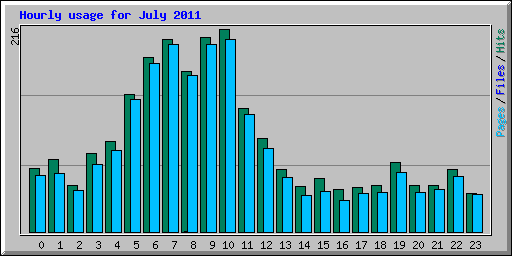 Hourly usage for July 2011
216
Pages/Files/Hits
0 1 2 3 4 5 6 7 8 9 10 11 12 13 14 15 16 17 18 19 20 21 22 23